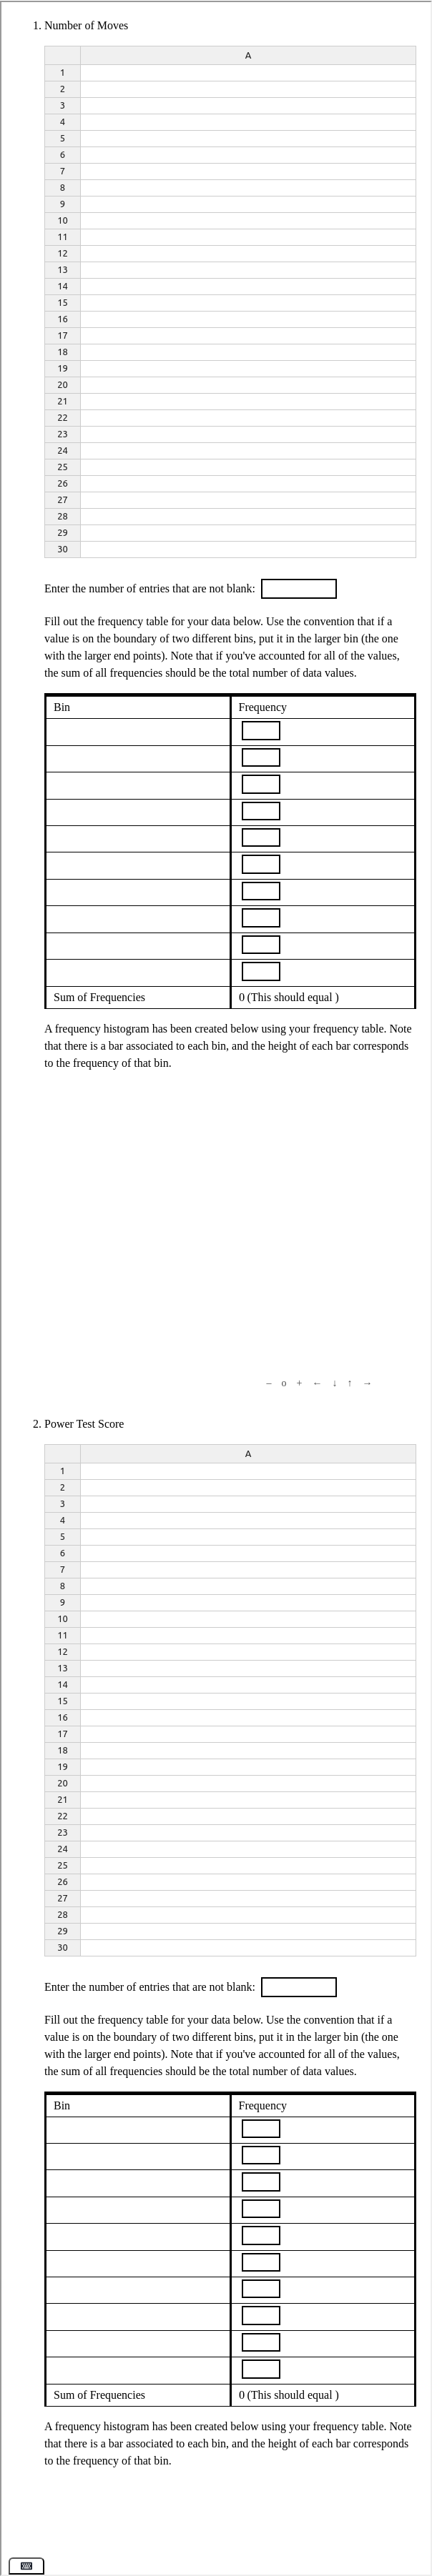 1. Number of Moves
A
1
2
3
4
5
6
7
8
9
10
11
12
13
14
15
16
17
18
19
20
21
22
23
24
25
26
27
28
29
30
Enter the number of entries that are not blank:
Fill out the frequency table for your data below. Use the convention that if a
value is on the boundary of two different bins, put it in the larger bin (the one
with the larger end points). Note that if you've accounted for all of the values,
the sum of all frequencies should be the total number of data values.
Bin Frequency
Sum of Frequencies 0 (This should equal )
A frequency histogram has been created below using your frequency table. Note
that there is a bar associated to each bin, and the height of each bar corresponds
to the frequency of that bin.
– o + ← ↓ ↑ →
2. Power Test Score
A
1
2
3
4
5
6
7
8
9
10
11
12
13
14
15
16
17
18
19
20
21
22
23
24
25
26
27
28
29
30
Enter the number of entries that are not blank:
Fill out the frequency table for your data below. Use the convention that if a
value is on the boundary of two different bins, put it in the larger bin (the one
with the larger end points). Note that if you've accounted for all of the values,
the sum of all frequencies should be the total number of data values.
Bin Frequency
Sum of Frequencies 0 (This should equal )
A frequency histogram has been created below using your frequency table. Note
that there is a bar associated to each bin, and the height of each bar corresponds
to the frequency of that bin.